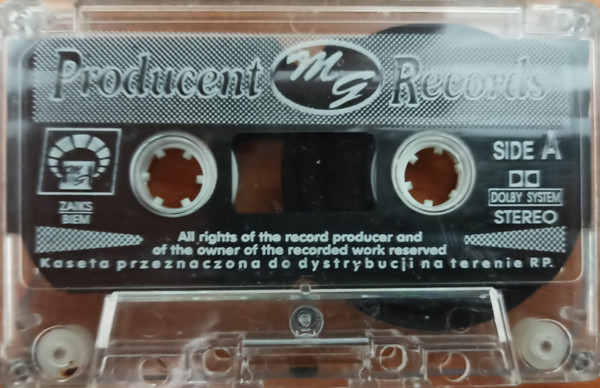 Producent MG Records
MG
SIDE A
ZAIKS
BIEM
DOLBY SYSTEM
STEREO
All rights of the record producer and
of the owner of the recorded work reserved
Kaseta przeznaczona do dystrybucji na terenie RP.